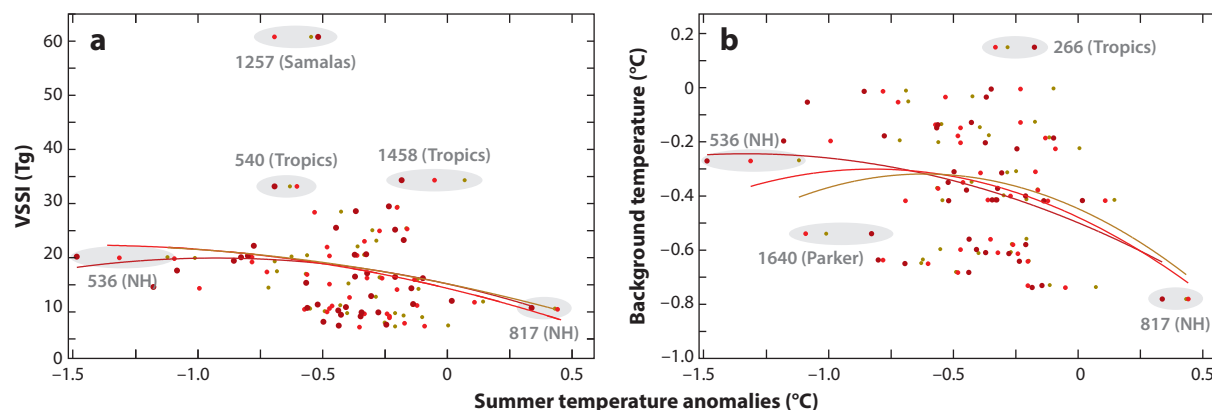 a
VSSI (Tg)
60
50
40
30
20
10
0
1257 (Samalas)
540 (Tropics)
1458 (Tropics)
536 (NH)
817 (NH)
−1.5
−1.0
−0.5
0
0.5
b
Background temperature (°C)
0.2
0
−0.2
−0.4
−0.6
−0.8
−1.0
266 (Tropics)
536 (NH)
1640 (Parker)
817 (NH)
−1.5
−1.0
−0.5
0
0.5
Summer temperature anomalies (°C)